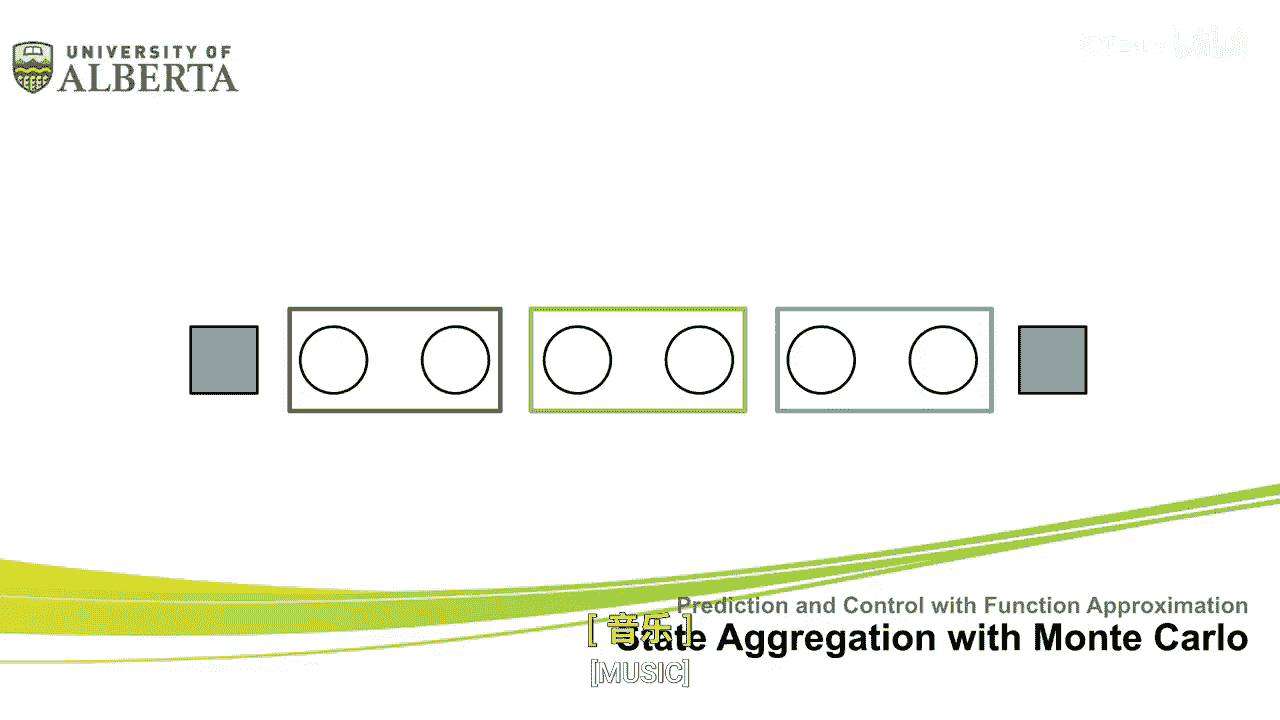 UNIVERSITY OF
ALBERTA
Prediction and Control with Function Approximation
State Aggregation with Monte Carlo
[ 音乐 ]
[MUSIC]